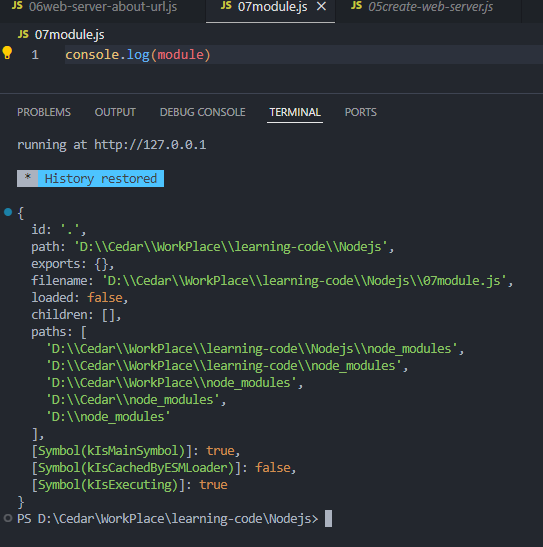 JS 06web-server-about-url.js JS 07module.js JS 05create-web-server.js
JS 07module.js
1 console.log(module)
PROBLEMS OUTPUT DEBUG CONSOLE TERMINAL PORTS
running at http://127.0.0.1
* History restored
{
  id: '.',
  path: 'D:\\Cedar\\WorkPlace\\learning-code\\Nodejs',
  exports: {},
  filename: 'D:\\Cedar\\WorkPlace\\learning-code\\Nodejs\\07module.js',
  loaded: false,
  children: [],
  paths: [
    'D:\\Cedar\\WorkPlace\\learning-code\\Nodejs\\node_modules',
    'D:\\Cedar\\WorkPlace\\learning-code\\node_modules',
    'D:\\Cedar\\WorkPlace\\node_modules',
    'D:\\Cedar\\node_modules',
    'D:\\node_modules'
  ],
  [Symbol(kIsMainSymbol)]: true,
  [Symbol(kIsCachedByESMLoader)]: false,
  [Symbol(kIsExecuting)]: true
}
PS D:\Cedar\WorkPlace\learning-code\Nodejs>